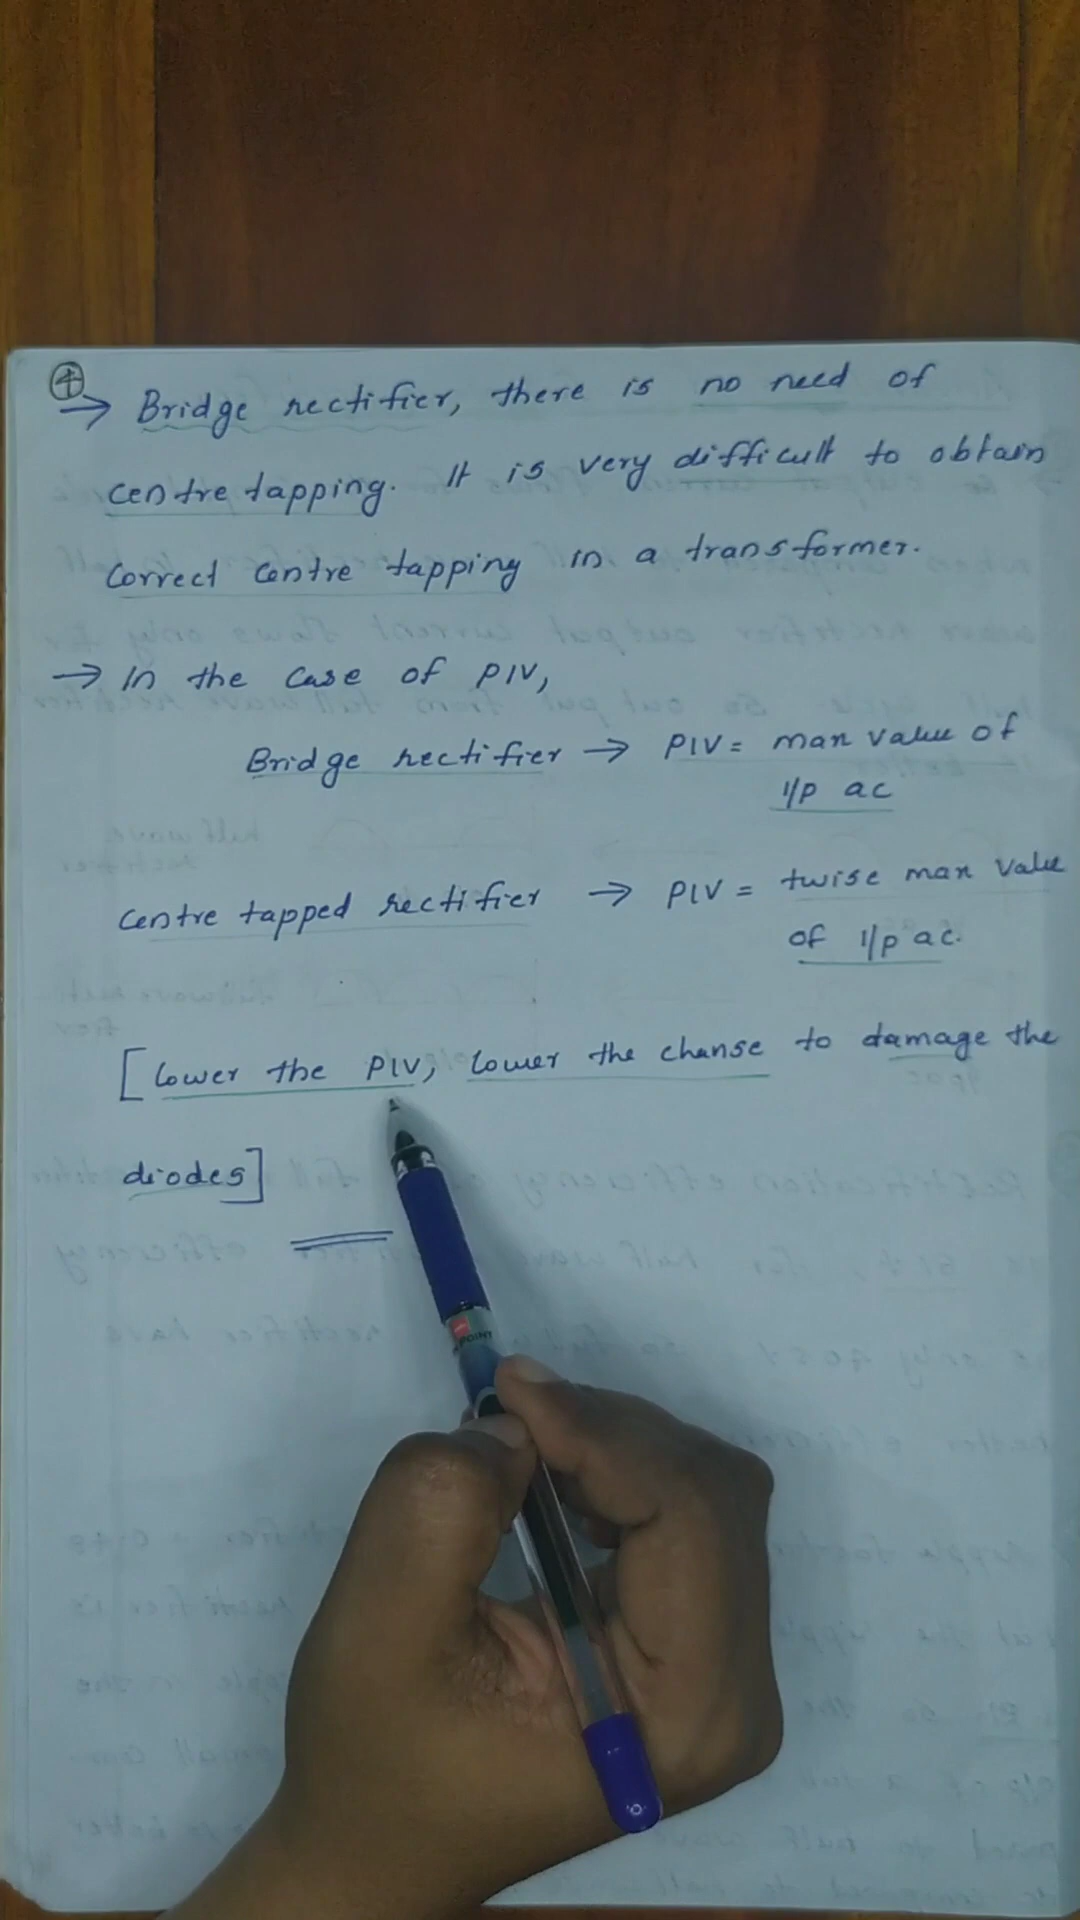 ④
→ Bridge rectifier, there is no need of
centre tapping. It is very difficult to obtain
correct centre tapping in a transformer.
→ In the case of PIV,
Bridge rectifier → PIV = max value of
i/p ac
Centre tapped rectifier → PIV = twise max value
of i/p ac.
[Lower the PIV, lower the chanse to damage the
diodes]